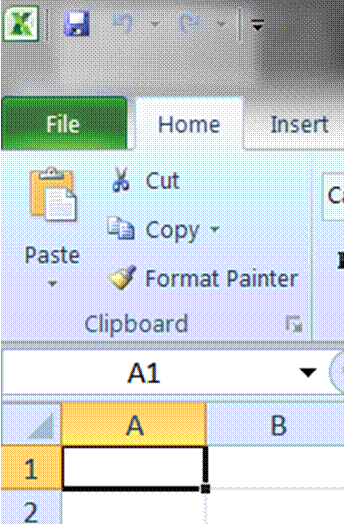 File Home Insert
Cut
Copy
Paste
Format Painter
Clipboard
A1
A B
1
2